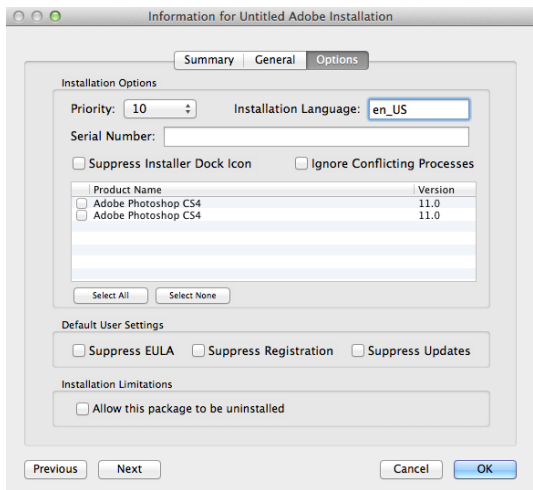 Information for Untitled Adobe Installation
Summary General Options
Installation Options
Priority: 10 Installation Language: en_US
Serial Number:
Suppress Installer Dock Icon Ignore Conflicting Processes
Product Name Version
Adobe Photoshop CS4 11.0
Adobe Photoshop CS4 11.0
Select All Select None
Default User Settings
Suppress EULA Suppress Registration Suppress Updates
Installation Limitations
Allow this package to be uninstalled
Previous Next Cancel OK